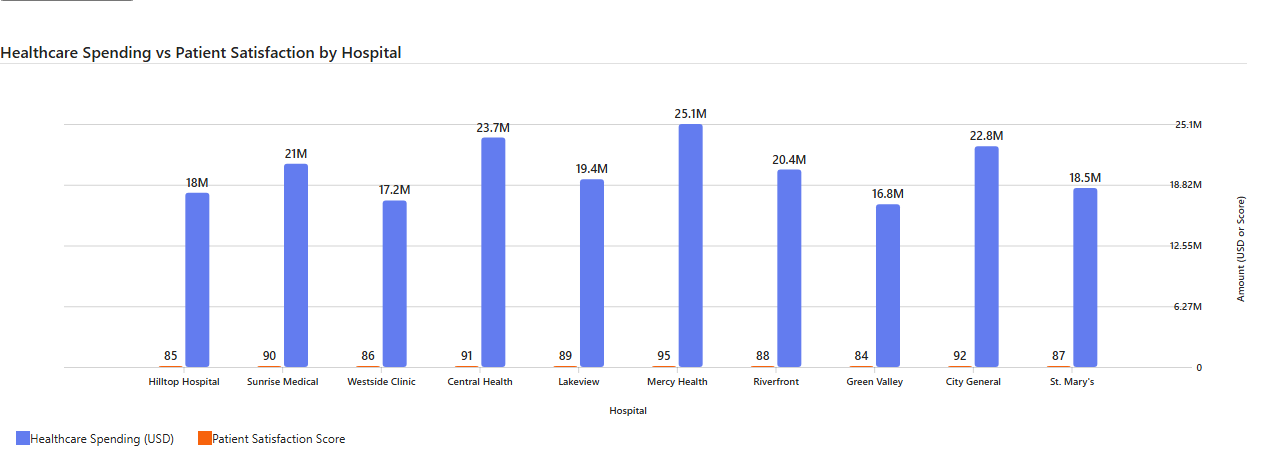 Healthcare Spending vs Patient Satisfaction by Hospital
25.1M
23.7M
25.1M
22.8M
21M
20.4M
19.4M
18M
17.2M
16.8M
18.5M
18.82M
12.55M
6.27M
Amount (USD or Score)
85 90 86 91 89 95 88 84 92 87
0
Hilltop Hospital Sunrise Medical Westside Clinic Central Health Lakeview Mercy Health Riverfront Green Valley City General St. Mary's
Hospital
Healthcare Spending (USD) Patient Satisfaction Score